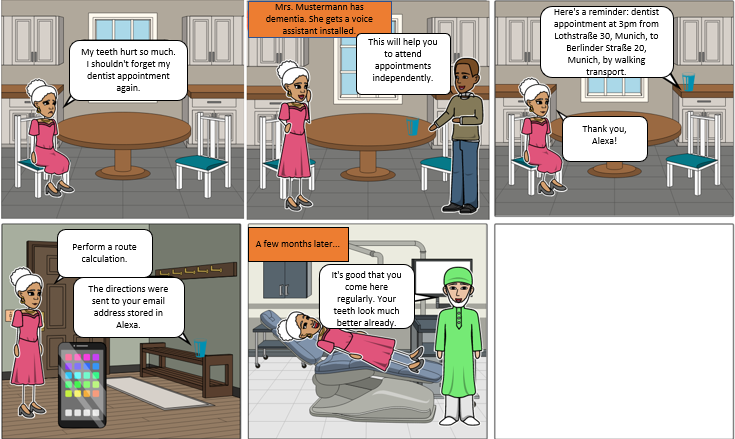 My teeth hurt so much.
I shouldn't forget my
dentist appointment
again.
Mrs. Mustermann has
dementia. She gets a voice
assistant installed.
This will help you
to attend
appointments
independently.
Here's a reminder: dentist
appointment at 3pm from
Lothstraße 30, Munich, to
Berlinder Straße 20,
Munich, by walking
transport.
Thank you,
Alexa!
Perform a route
calculation.
The directions were
sent to your email
address stored in
Alexa.
A few months later...
It's good that you
come here
regularly. Your
teeth look much
better already.